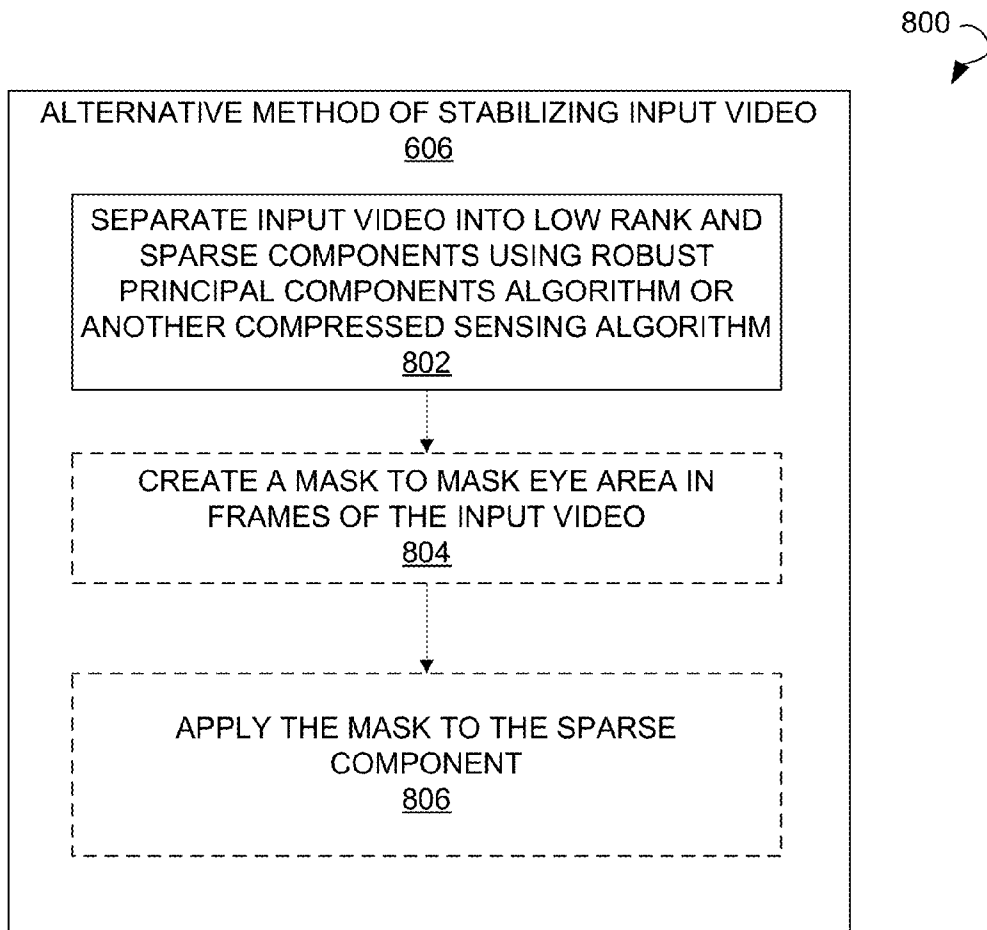 800
ALTERNATIVE METHOD OF STABILIZING INPUT VIDEO
606
SEPARATE INPUT VIDEO INTO LOW RANK AND
SPARSE COMPONENTS USING ROBUST
PRINCIPAL COMPONENTS ALGORITHM OR
ANOTHER COMPRESSED SENSING ALGORITHM
802
CREATE A MASK TO MASK EYE AREA IN
FRAMES OF THE INPUT VIDEO
804
APPLY THE MASK TO THE SPARSE
COMPONENT
806